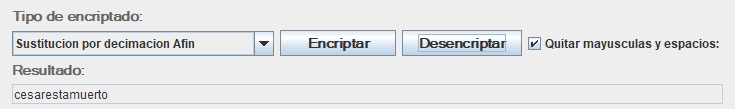 Tipo de encriptado:
Sustitucion por decimacion Afin Encriptar Desencriptar Quitar mayusculas y espacios:
Resultado:
cesarestamuerto